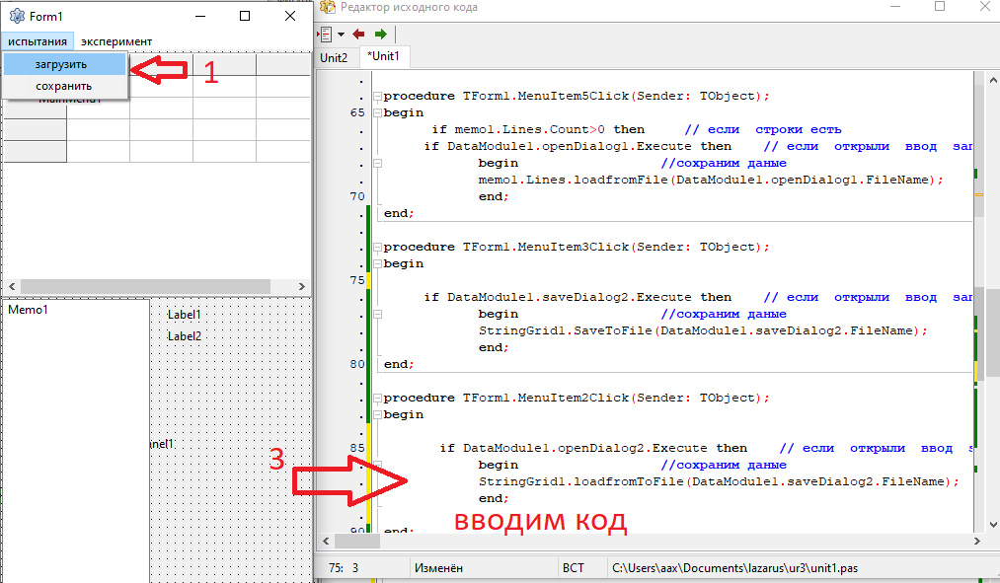 Form1
испытания эксперимент
загрузить
1
сохранить
MainMenu1
Memo1
Label1
Label2
nel1
3
Редактор исходного кода
Unit2 *Unit1
procedure TForm1.MenuItem5Click(Sender: TObject);
65 begin
if memo1.Lines.Count>0 then // если строки есть
if DataModule1.openDialog1.Execute then // если открыли ввод зап
begin //сохраним даные
memo1.Lines.loadfromFile(DataModule1.openDialog1.FileName);
70 end;
end;
procedure TForm1.MenuItem3Click(Sender: TObject);
begin
75
if DataModule1.saveDialog2.Execute then // если открыли ввод зап
begin //сохраним даные
StringGrid1.SaveToFile(DataModule1.saveDialog2.FileName);
end;
80 end;
procedure TForm1.MenuItem2Click(Sender: TObject);
begin
85 if DataModule1.openDialog2.Execute then // если открыли ввод з
begin //сохраним даные
StringGrid1.loadfromToFile(DataModule1.saveDialog2.FileName);
end;
вводим код
90 end;
75: 3 Изменён ВСТ C:\Users\aax\Documents\lazarus\ur3\unit1.pas